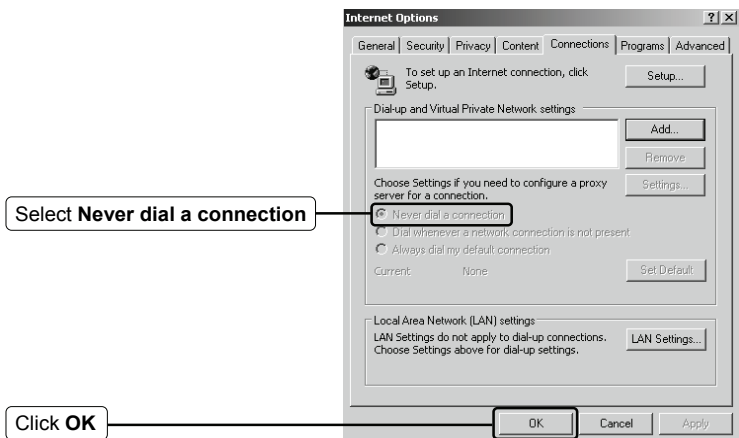 Internet Options
? X
General Security Privacy Content Connections Programs Advanced
To set up an Internet connection, click
Setup.
Setup...
Dial-up and Virtual Private Network settings
Add...
Remove
Choose Settings if you need to configure a proxy
server for a connection.
Settings...
Select Never dial a connection
Never dial a connection
Dial whenever a network connection is not present
Always dial my default connection
Current None
Set Default
Local Area Network (LAN) settings
LAN Settings do not apply to dial-up connections.
Choose Settings above for dial-up settings.
LAN Settings...
Click OK
OK Cancel Apply